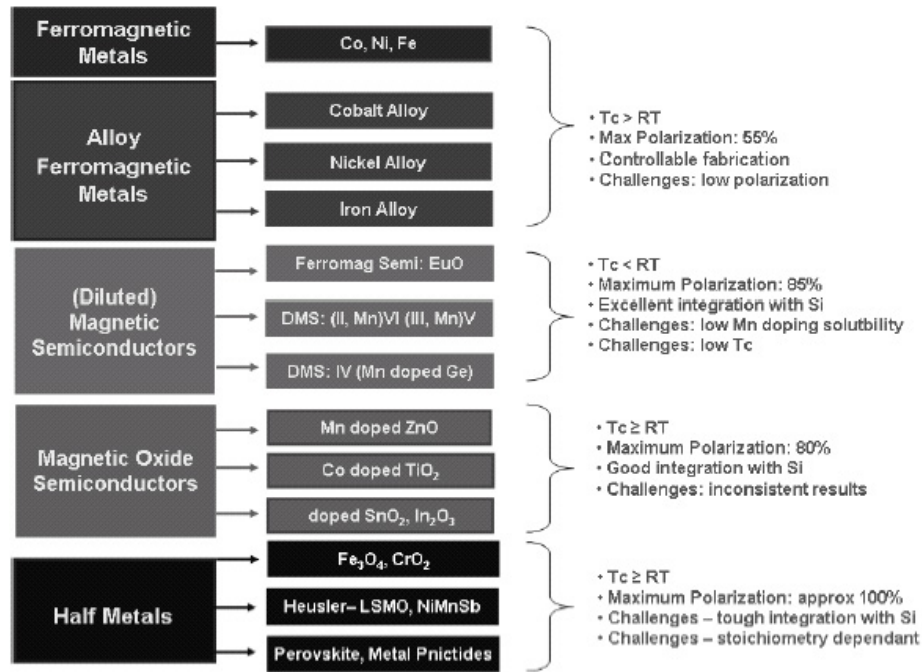 Ferromagnetic
Metals
Co, Ni, Fe
Alloy
Ferromagnetic
Metals
Cobalt Alloy
Nickel Alloy
Iron Alloy
• Tc > RT
• Max Polarization: 55%
• Controllable fabrication
• Challenges: low polarization
(Diluted)
Magnetic
Semiconductors
Ferromag Semi: EuO
DMS: (II, Mn)VI (III, Mn)V
DMS: IV (Mn doped Ge)
• Tc < RT
• Maximum Polarization: 85%
• Excellent integration with Si
• Challenges: low Mn doping solutbility
• Challenges: low Tc
Magnetic Oxide
Semiconductors
Mn doped ZnO
Co doped TiO₂
doped SnO₂, In₂O₃
• Tc ≥ RT
• Maximum Polarization: 80%
• Good integration with Si
• Challenges: inconsistent results
Half Metals
Fe₃O₄, CrO₂
Heusler– LSMO, NiMnSb
Perovskite, Metal Pnictides
• Tc ≥ RT
• Maximum Polarization: approx 100%
• Challenges – tough integration with Si
• Challenges – stoichiometry dependant